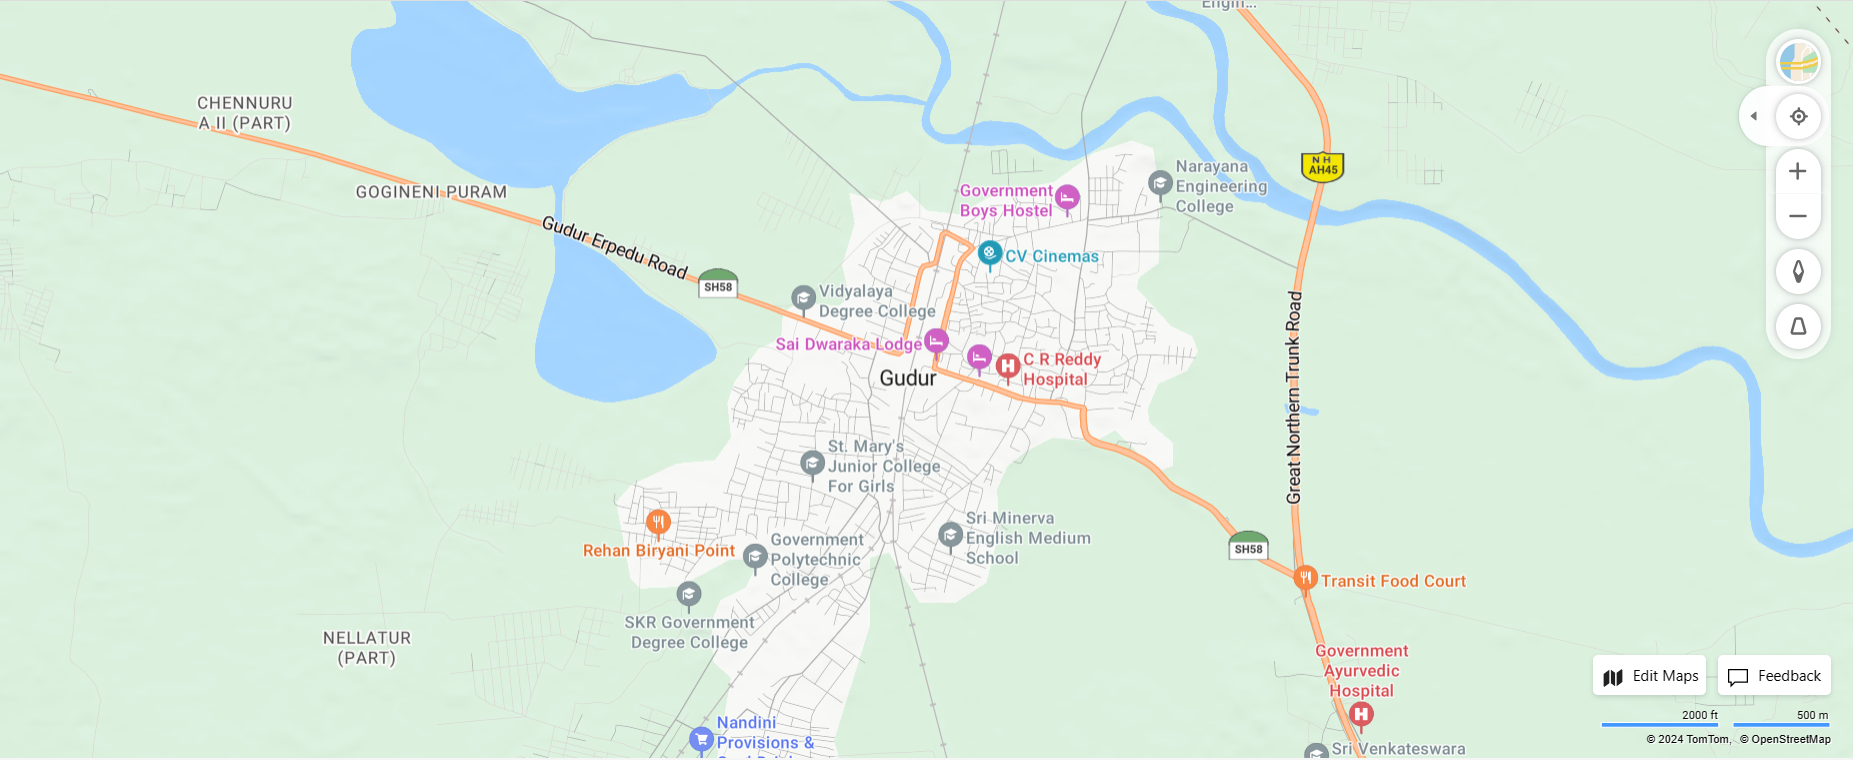 Engin...
CHENNURU
A II (PART)
GOGINENI PURAM
Gudur Erpedu Road
SH58
Government
Boys Hostel
Narayana
Engineering
College
N H
AH45
CV Cinemas
Vidyalaya
Degree College
Sai Dwaraka Lodge
C R Reddy
Hospital
Gudur
Great Northern Trunk Road
St. Mary's
Junior College
For Girls
Rehan Biryani Point
Government
Polytechnic
College
Sri Minerva
English Medium
School
SH58
Transit Food Court
SKR Government
Degree College
NELLATUR
(PART)
Government
Ayurvedic
Hospital
Nandini
Provisions &
Sri Venkateswara
Edit Maps
Feedback
2000 ft
500 m
© 2024 TomTom, © OpenStreetMap